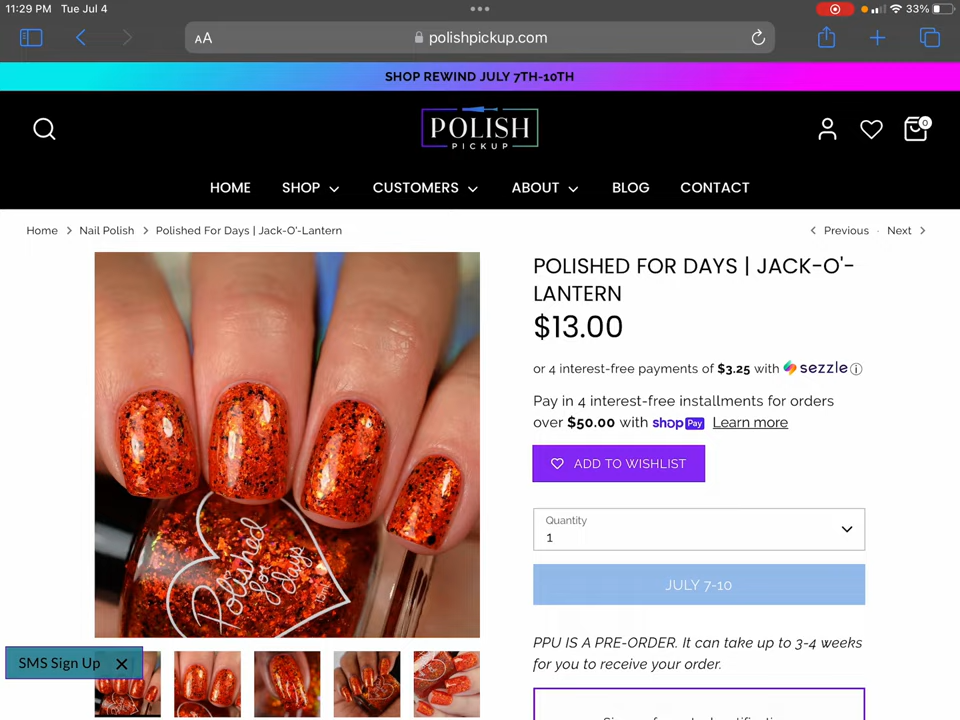 11:29 PM Tue Jul 4
33%
AA
polishpickup.com
SHOP REWIND JULY 7TH-10TH
POLISH
PICKUP
0
HOME SHOP CUSTOMERS ABOUT BLOG CONTACT
Home > Nail Polish > Polished For Days | Jack-O'-Lantern
< Previous · Next >
POLISHED FOR DAYS | JACK-O'-
LANTERN
$13.00
or 4 interest-free payments of $3.25 with sezzle
Pay in 4 interest-free installments for orders
over $50.00 with shop Pay Learn more
ADD TO WISHLIST
Quantity
1
JULY 7-10
PPU IS A PRE-ORDER. It can take up to 3-4 weeks
for you to receive your order.
Polished
for
days
SMS Sign Up